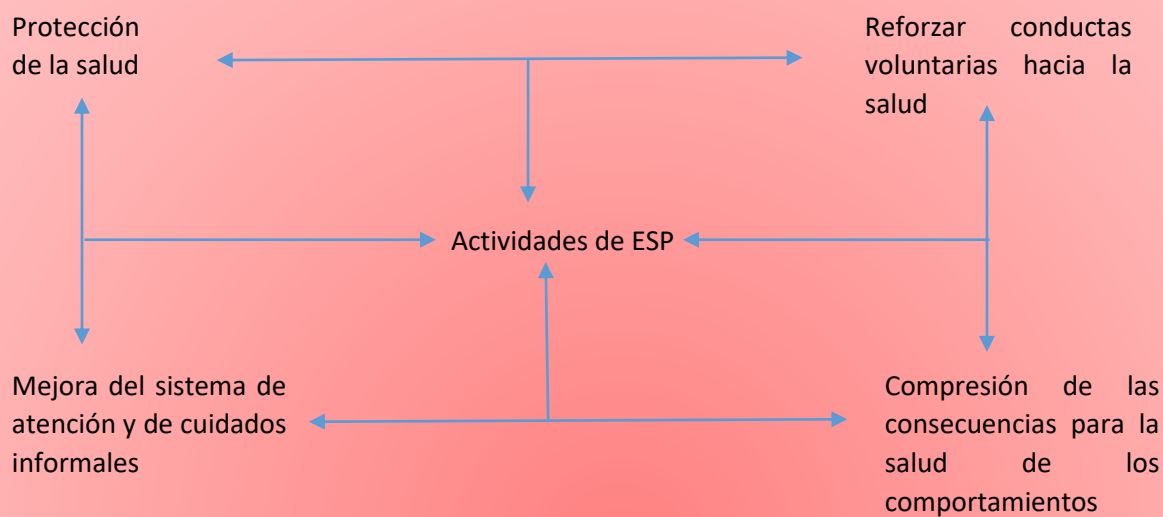 Protección
de la salud
Reforzar conductas
voluntarias hacia la
salud
Actividades de ESP
Mejora del sistema de
atención y de cuidados
informales
Compresión de las
consecuencias para la
salud de los
comportamientos